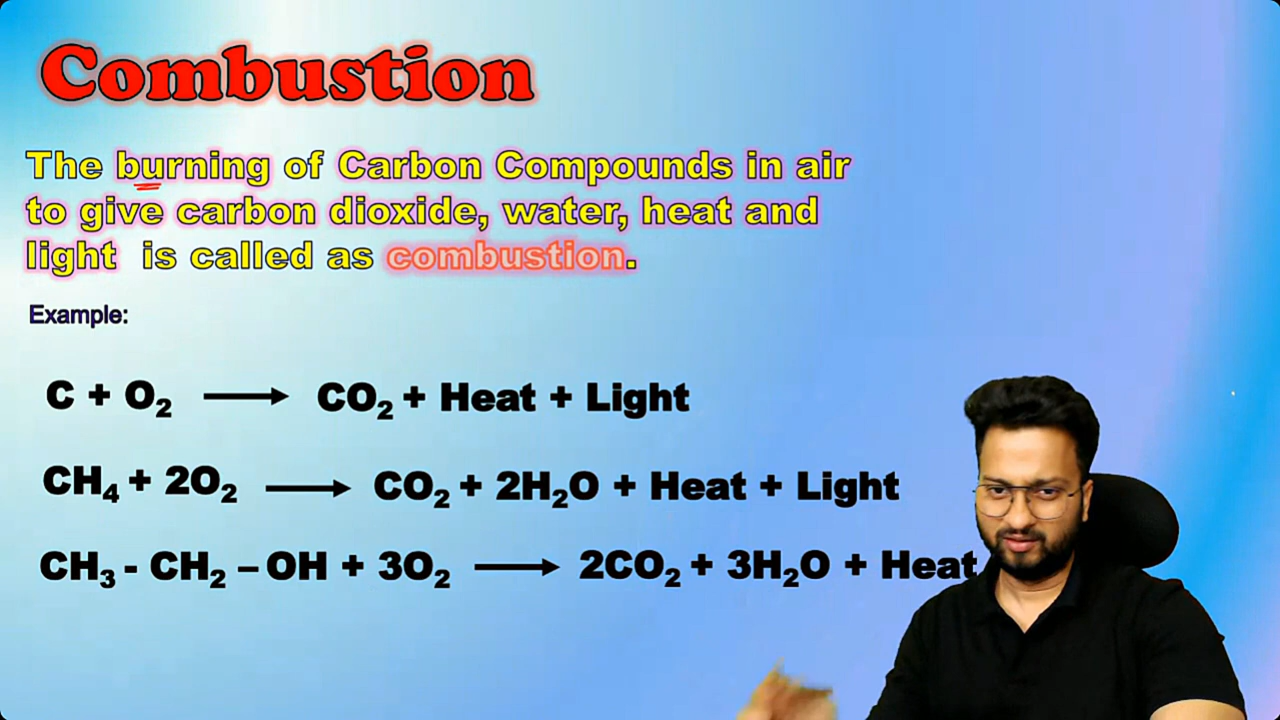 Combustion
The burning of Carbon Compounds in air
to give carbon dioxide, water, heat and
light is called as combustion.
Example:
C + O₂ ⟶ CO₂ + Heat + Light
CH₄ + 2O₂ ⟶ CO₂ + 2H₂O + Heat + Light
CH₃ - CH₂ – OH + 3O₂ ⟶ 2CO₂ + 3H₂O + Heat